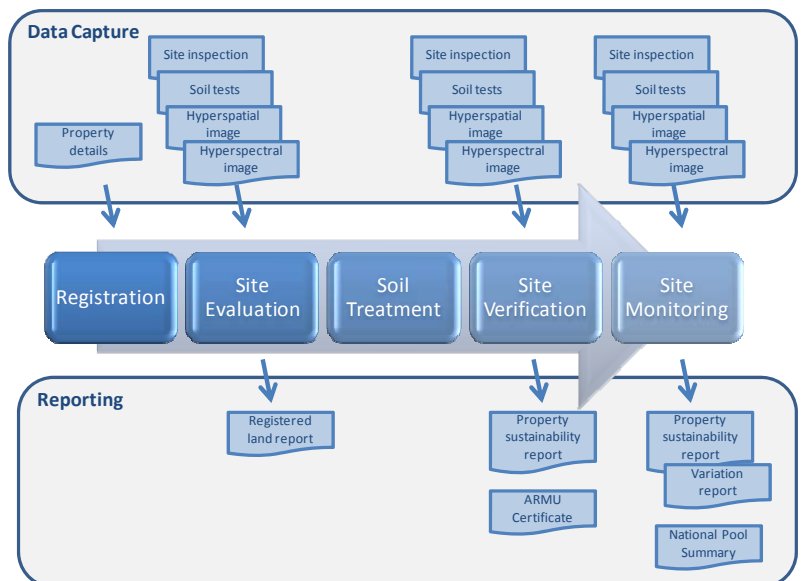 Data Capture
Property
details
Site inspection
Soil tests
Hyperspatial
image
Hyperspectral
image
Site inspection
Soil tests
Hyperspatial
image
Hyperspectral
image
Site inspection
Soil tests
Hyperspatial
image
Hyperspectral
image
Registration
Site
Evaluation
Soil
Treatment
Site
Verification
Site
Monitoring
Reporting
Registered
land report
Property
sustainability
report
ARMU
Certificate
Property
sustainability
report
Variation
report
National Pool
Summary